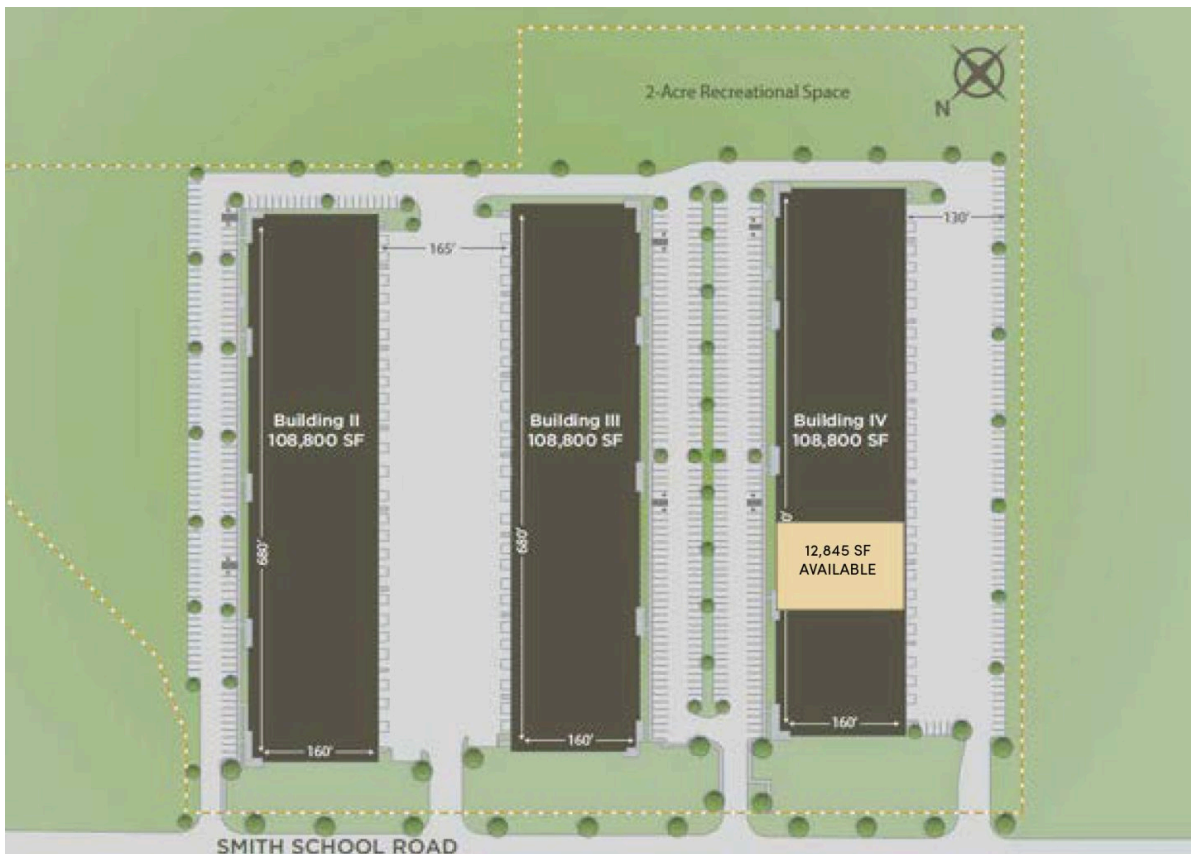 2-Acre Recreational Space
N
165'
130'
Building II
108,800 SF
Building III
108,800 SF
Building IV
108,800 SF
680'
680'
0'
12,845 SF
AVAILABLE
160'
160'
160'
SMITH SCHOOL ROAD